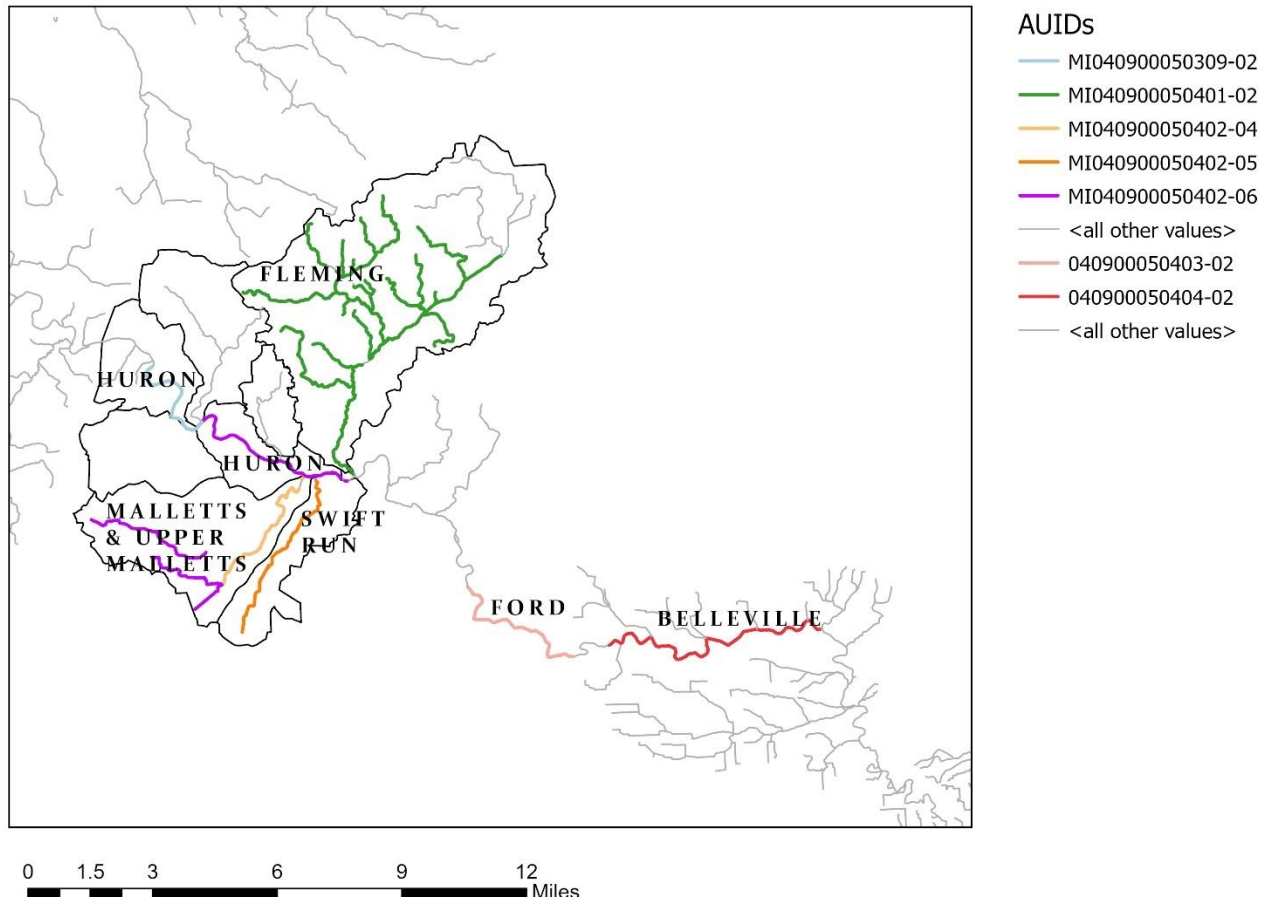 AUIDs
MI040900050309-02
MI040900050401-02
MI040900050402-04
MI040900050402-05
MI040900050402-06
<all other values>
040900050403-02
040900050404-02
<all other values>
FLEMING
HURON
HURON
MALLETTS
& UPPER
MALLETTS
SWIFT
RUN
FORD
BELLEVILLE
0 1.5 3 6 9 12
Miles